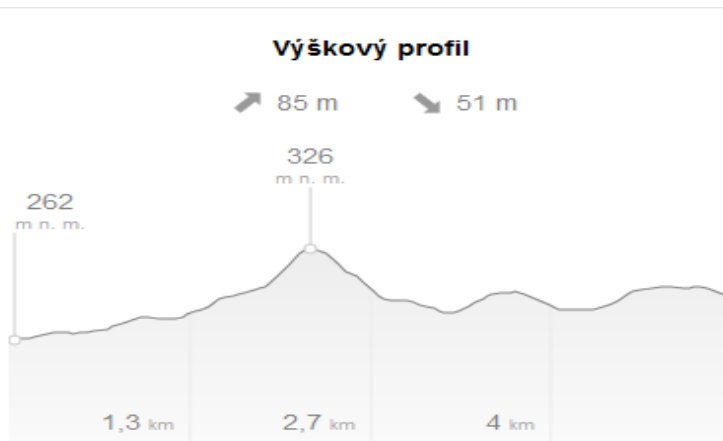 Výškový profil
85 m 51 m
326
m n. m.
262
m n. m.
1,3 km 2,7 km 4 km